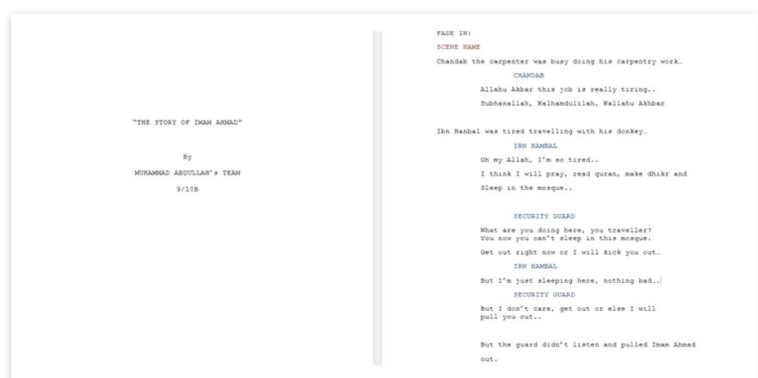 "THE STORY OF IMAM AHMAD"
By
MUHAMMAD ABDULLAH's TEAM
9/10B
FADE IN:
SCENE NAME
Chandab the carpenter was busy doing his carpentry work…
CHANDAB
Allahu Akbar this job is really tiring..
Subhanallah, Walhamdulilah, Wallahu Akhbar
Ibn Hanbal was tired travelling with his donkey…
IBN HAMBAL
Oh my Allah, I'm so tired..
I think I will pray, read quran, make dhikr and
Sleep in the mosque..
SECURITY GUARD
What are you doing here, you traveller?
You now you can't sleep in this mosque.
Get out right now or I will kick you out…
IBN HAMBAL
But I'm just sleeping here, nothing bad..
SECURITY GUARD
But I don't care, get out or else I will
pull you out..
But the guard didn't listen and pulled Imam Ahmad
out.